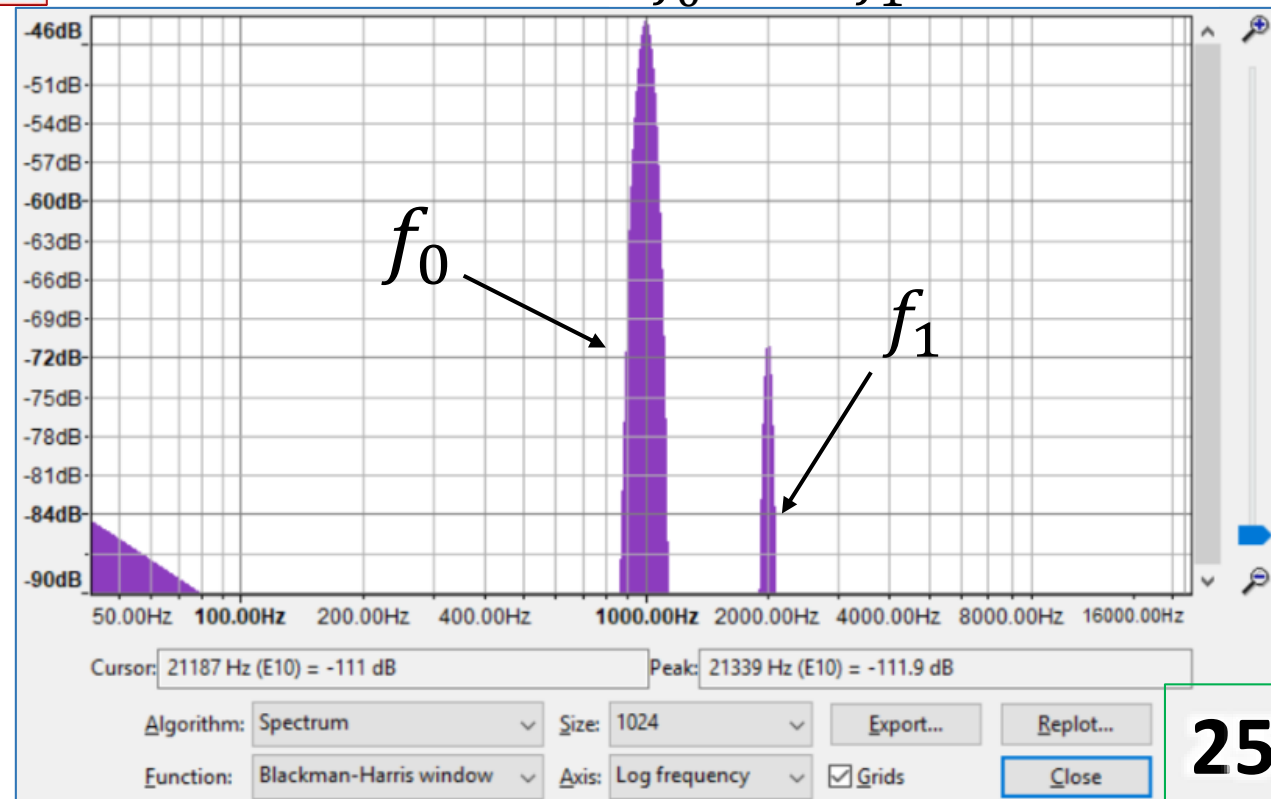 f₀ f₁
-46dB
-51dB
-54dB
-57dB
-60dB
-63dB
-66dB
-69dB
-72dB
-75dB
-78dB
-81dB
-84dB
-90dB
f₀
f₁
50.00Hz 100.00Hz 200.00Hz 400.00Hz 1000.00Hz 2000.00Hz 4000.00Hz 8000.00Hz 16000.00Hz
Cursor: 21187 Hz (E10) = -111 dB Peak: 21339 Hz (E10) = -111.9 dB
Algorithm: Spectrum Size: 1024 Export... Replot...
Function: Blackman-Harris window Axis: Log frequency Grids Close
25